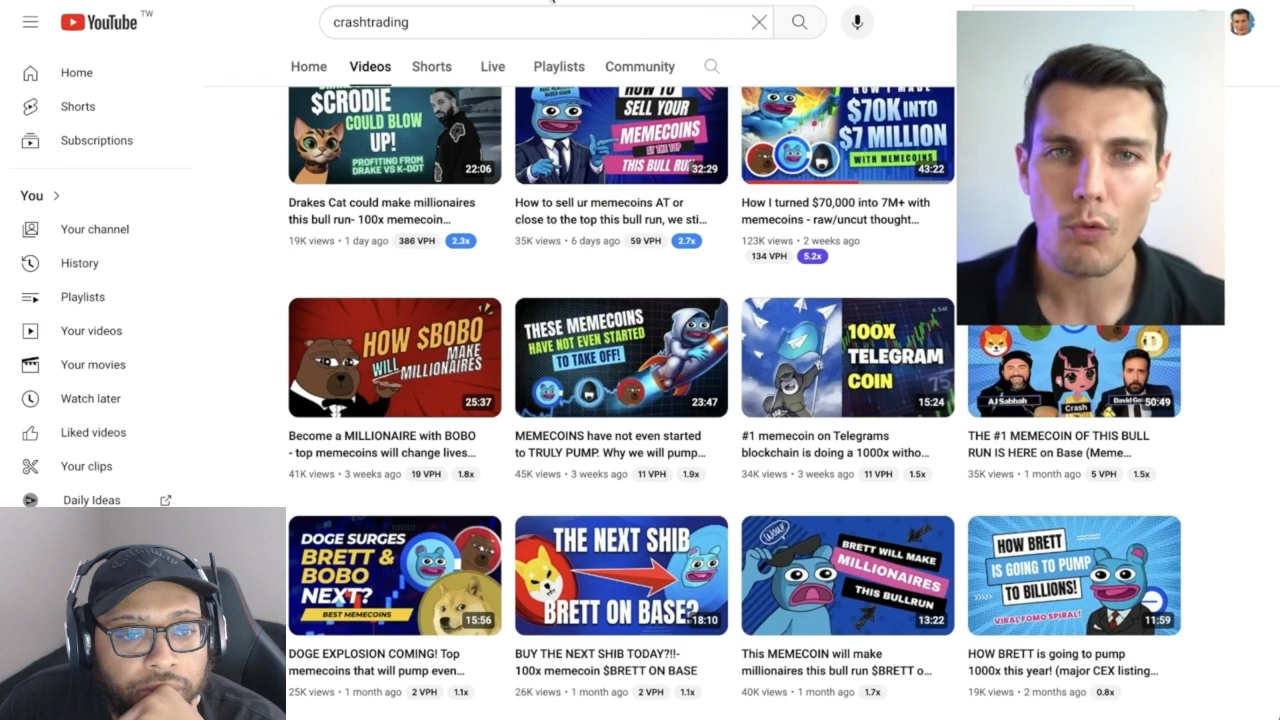 YouTube TW
crashtrading
Home
Shorts
Subscriptions
You
Your channel
History
Playlists
Your videos
Your movies
Watch later
Liked videos
Your clips
Daily Ideas
Home Videos Shorts Live Playlists Community
$CRODIE
COULD BLOW
UP!
PROFITING FROM
DRAKE VS K-DOT
22:06
Drakes Cat could make millionaires
this bull run- 100x memecoin...
19K views • 1 day ago 386 VPH 2.3x
HOW TO
SELL YOUR
MEMECOINS
AT THE TOP
THIS BULL RUN
32:29
How to sell ur memecoins AT or
close to the top this bull run, we sti...
35K views • 6 days ago 59 VPH 2.7x
HOW I MADE
$70K INTO
$7 MILLION
WITH MEMECOINS
43:22
How I turned $70,000 into 7M+ with
memecoins - raw/uncut thought...
123K views • 2 weeks ago
134 VPH 5.2x
HOW $BOBO
WILL MAKE
MILLIONAIRES
25:37
Become a MILLIONAIRE with BOBO
- top memecoins will change lives...
41K views • 3 weeks ago 19 VPH 1.8x
THESE MEMECOINS
HAVE NOT EVEN STARTED
TO TAKE OFF!
23:47
MEMECOINS have not even started
to TRULY PUMP. Why we will pump...
45K views • 3 weeks ago 11 VPH 1.9x
100X
TELEGRAM
COIN
15:24
#1 memecoin on Telegrams
blockchain is doing a 1000x witho...
34K views • 3 weeks ago 11 VPH 1.5x
AJ Sabbah
Crash
David Go
50:49
THE #1 MEMECOIN OF THIS BULL
RUN IS HERE on Base (Meme...
35K views • 1 month ago 5 VPH 1.5x
DOGE SURGES
BRETT &
BOBO
NEXT?
BEST MEMECOINS
15:56
DOGE EXPLOSION COMING! Top
memecoins that will pump even...
25K views • 1 month ago 2 VPH 1.1x
THE NEXT SHIB
BRETT ON BASE?
18:10
BUY THE NEXT SHIB TODAY?!!-
100x memecoin $BRETT ON BASE
26K views • 1 month ago 2 VPH 1.1x
WOW!
BRETT WILL MAKE
MILLIONAIRES
THIS BULLRUN
13:22
This MEMECOIN will make
millionaires this bull run $BRETT o...
40K views • 1 month ago 1.7x
HOW BRETT
IS GOING TO PUMP
TO BILLIONS!
VIRAL FOMO SPIRAL!
11:59
HOW BRETT is going to pump
1000x this year! (major CEX listing...
19K views • 2 months ago 0.8x